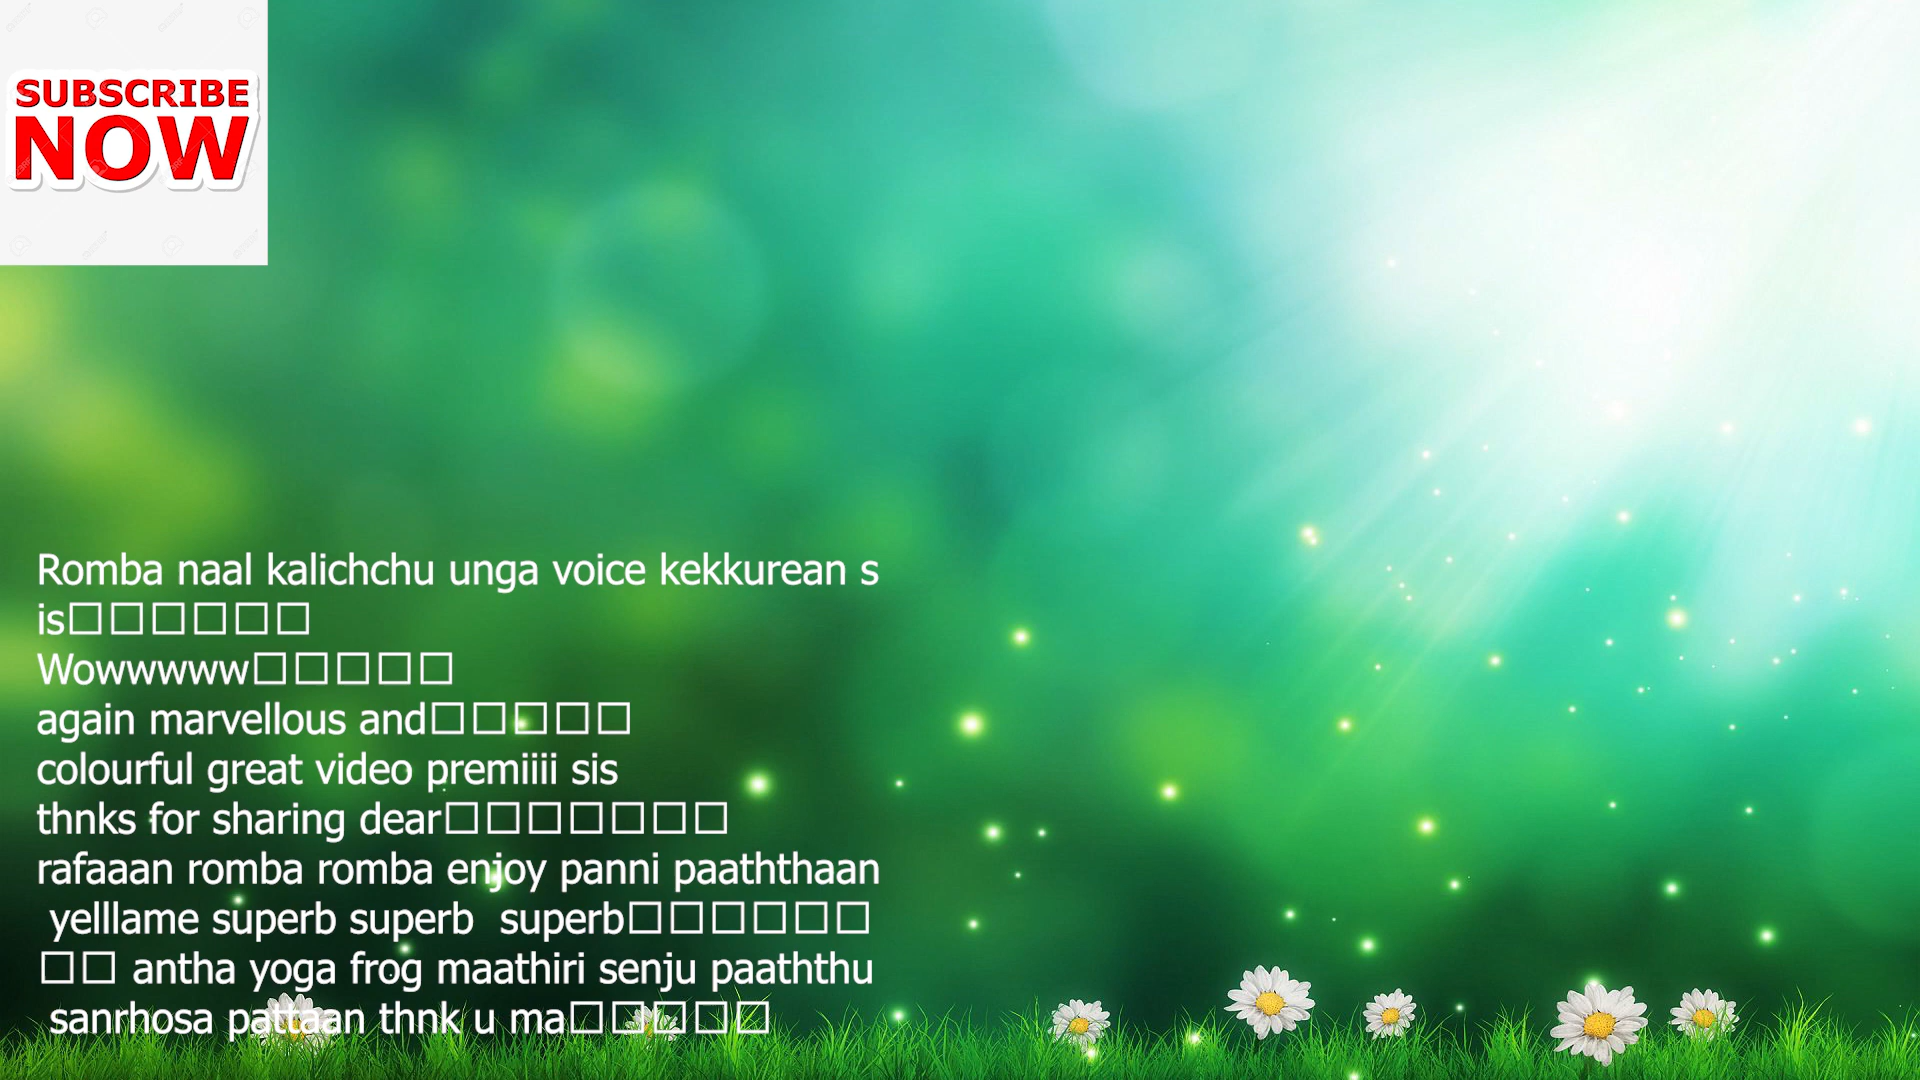 SUBSCRIBE
NOW
Romba naal kalichchu unga voice kekkurean s
is□□□□□□
Wowwwww□□□□□
again marvellous and□□□□□
colourful great video premiiii sis
thnks for sharing dear□□□□□□□
rafaaan romba romba enjoy panni paaththaan
yelllame superb superb  superb□□□□□□
□□ antha yoga frog maathiri senju paaththu
sanrhosa pattaan thnk u ma□□□□□